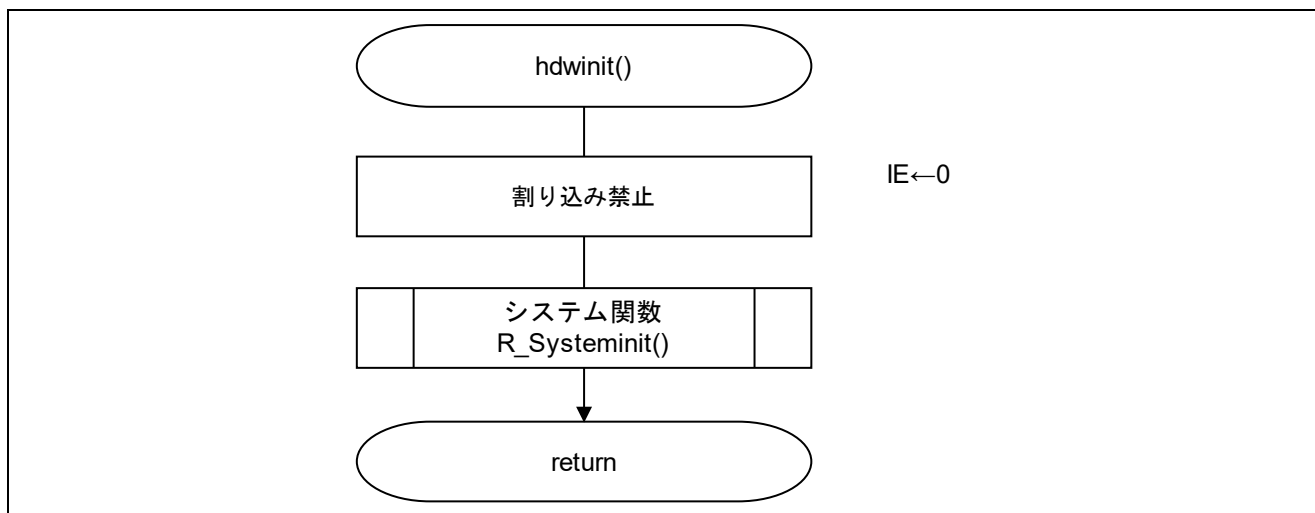 hdwinit()
割り込み禁止
IE←0
システム関数
R_Systeminit()
return